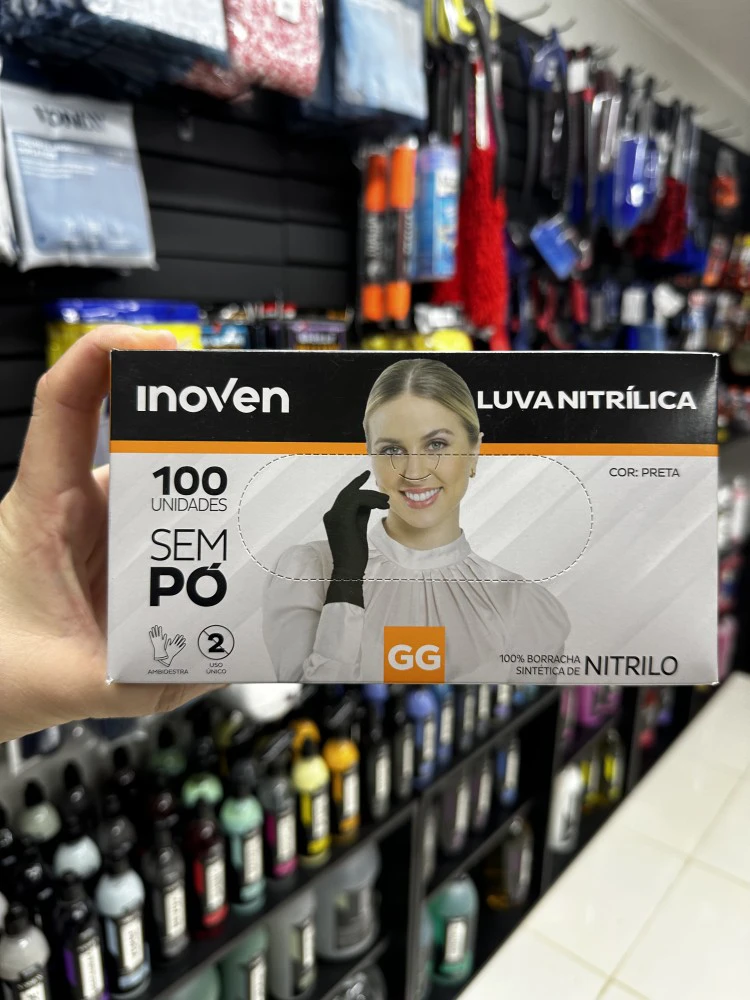 INOVEN
LUVA NITRÍLICA
COR: PRETA
100
UNIDADES
SEM
PÓ
AMBIDESTRA
2
USO
ÚNICO
GG
100% BORRACHA
SINTÉTICA DE NITRILO